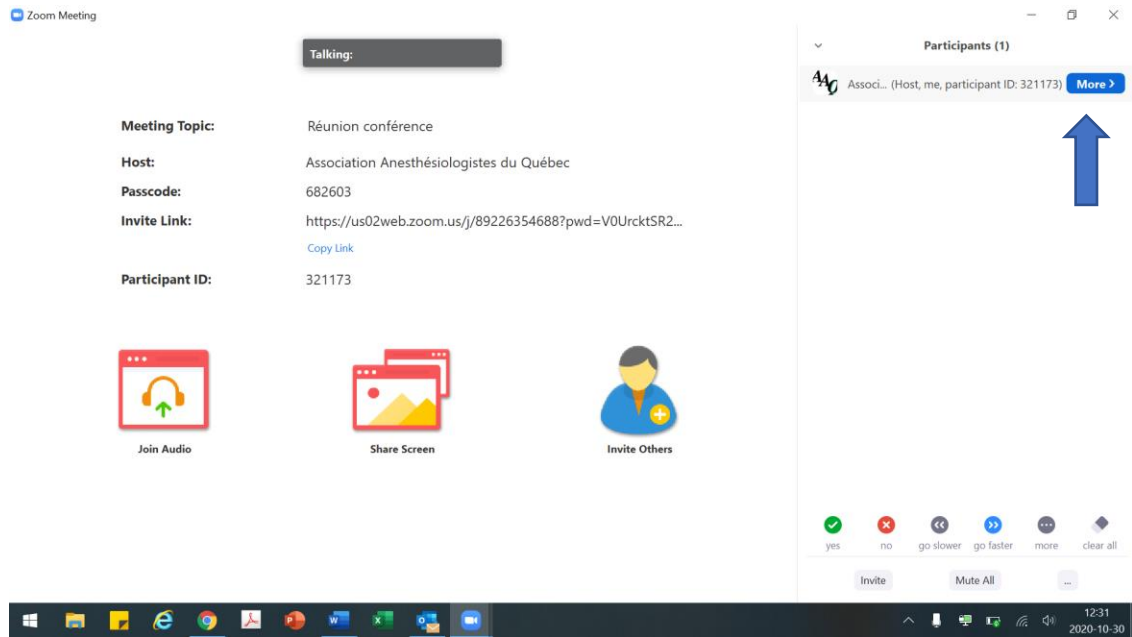 Zoom Meeting
Talking:
Meeting Topic: Réunion conférence
Host: Association Anesthésiologistes du Québec
Passcode: 682603
Invite Link: https://us02web.zoom.us/j/89226354688?pwd=V0UrcktSR2...
Copy Link
Participant ID: 321173
Join Audio
Share Screen
Invite Others
Participants (1)
AAQ Associ... (Host, me, participant ID: 321173) More >
yes no go slower go faster more clear all
Invite Mute All ...
12:31
2020-10-30